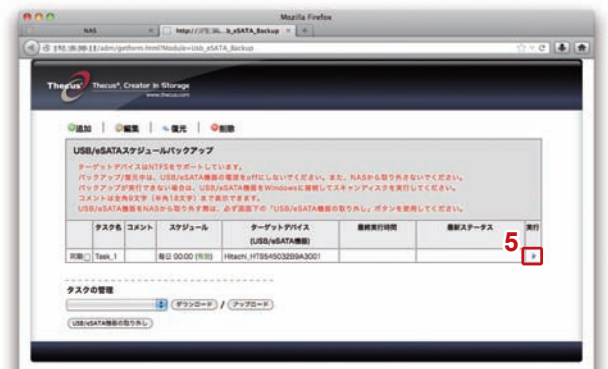 Mozilla Firefox
NAS
b_eSATA_Backup
/adm/getform.html?Module=Usb_eSATA_Backup
Thecus Thecus®, Creator in Storage
www.thecus.com
追加 | 編集 | 復元 | 削除
USB/eSATAスケジュールバックアップ
ターゲットデバイスはNTFSをサポートしています。
バックアップ/復元中は、USB/eSATA機器の電源をoffにしないでください。また、NASから取り外さないでください。
バックアップが実行できない場合は、USB/eSATA機器をWindowsに接続してスキャンディスクを実行してください。
コメントは全角9文字（半角18文字）まで表示できます。
USB/eSATA機器をNASから取り外す際は、必ず画面下の「USB/eSATA機器の取り外し」ボタンを使用してください。
タスク名 コメント スケジュール ターゲットデバイス (USB/eSATA機器) 最終実行時間 最新ステータス 実行
5
同期 Task_1 毎日 00:00 (有効) Hitachi_HTS545032B9A3001
タスクの管理
ダウンロード / アップロード
USB/eSATA機器の取り外し